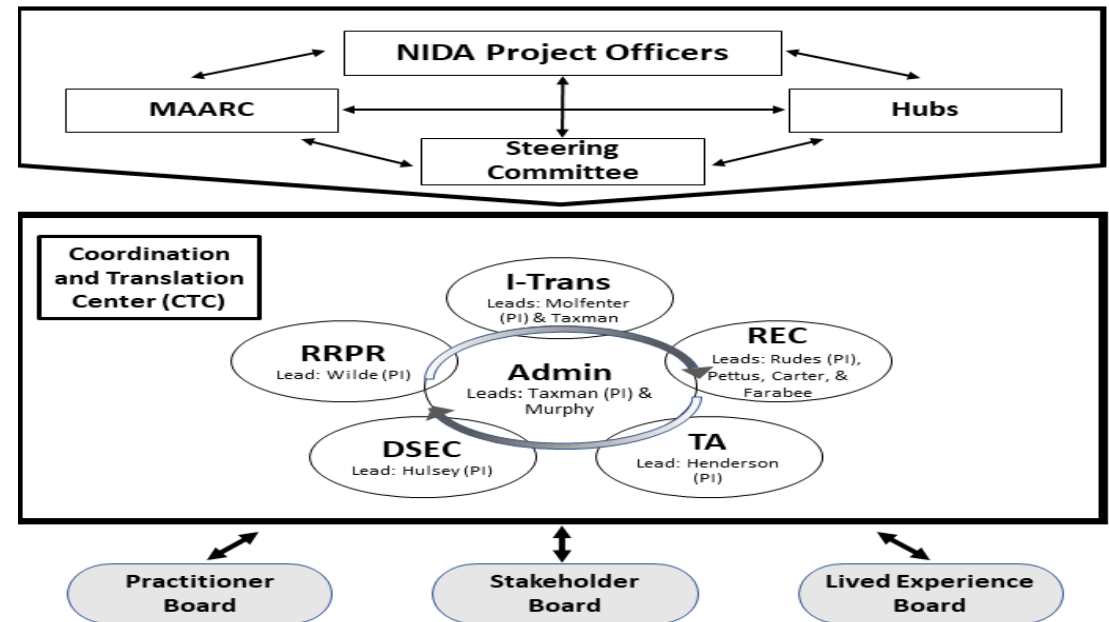 NIDA Project Officers
MAARC
Hubs
Steering
Committee
Coordination
and Translation
Center (CTC)
I-Trans
Leads: Molfenter
(PI) & Taxman
RRPR
Lead: Wilde (PI)
REC
Leads: Rudes (PI),
Pettus, Carter, &
Farabee
Admin
Leads: Taxman (PI) &
Murphy
DSEC
Lead: Hulsey (PI)
TA
Lead: Henderson
(PI)
Practitioner
Board
Stakeholder
Board
Lived Experience
Board